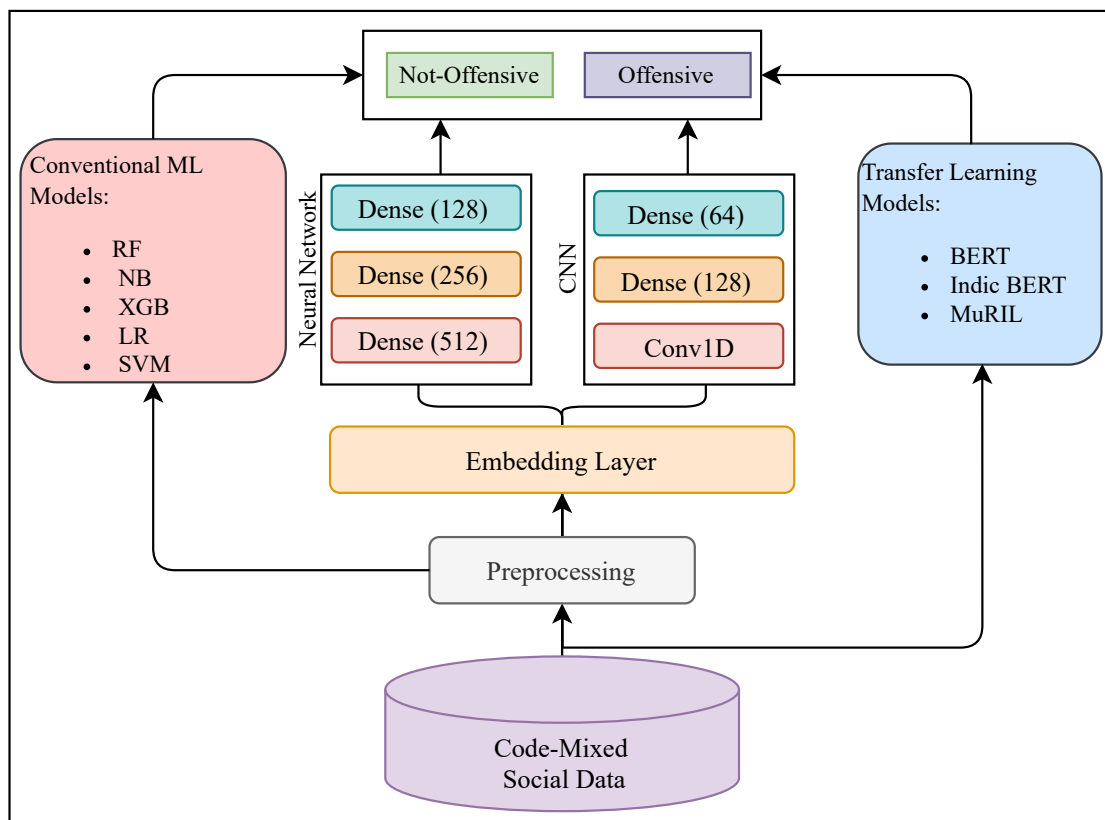 Not-Offensive
Offensive
Conventional ML
Models:
• RF
• NB
• XGB
• LR
• SVM
Neural Network
Dense (128)
Dense (256)
Dense (512)
CNN
Dense (64)
Dense (128)
Conv1D
Transfer Learning
Models:
• BERT
• Indic BERT
• MuRIL
Embedding Layer
Preprocessing
Code-Mixed
Social Data